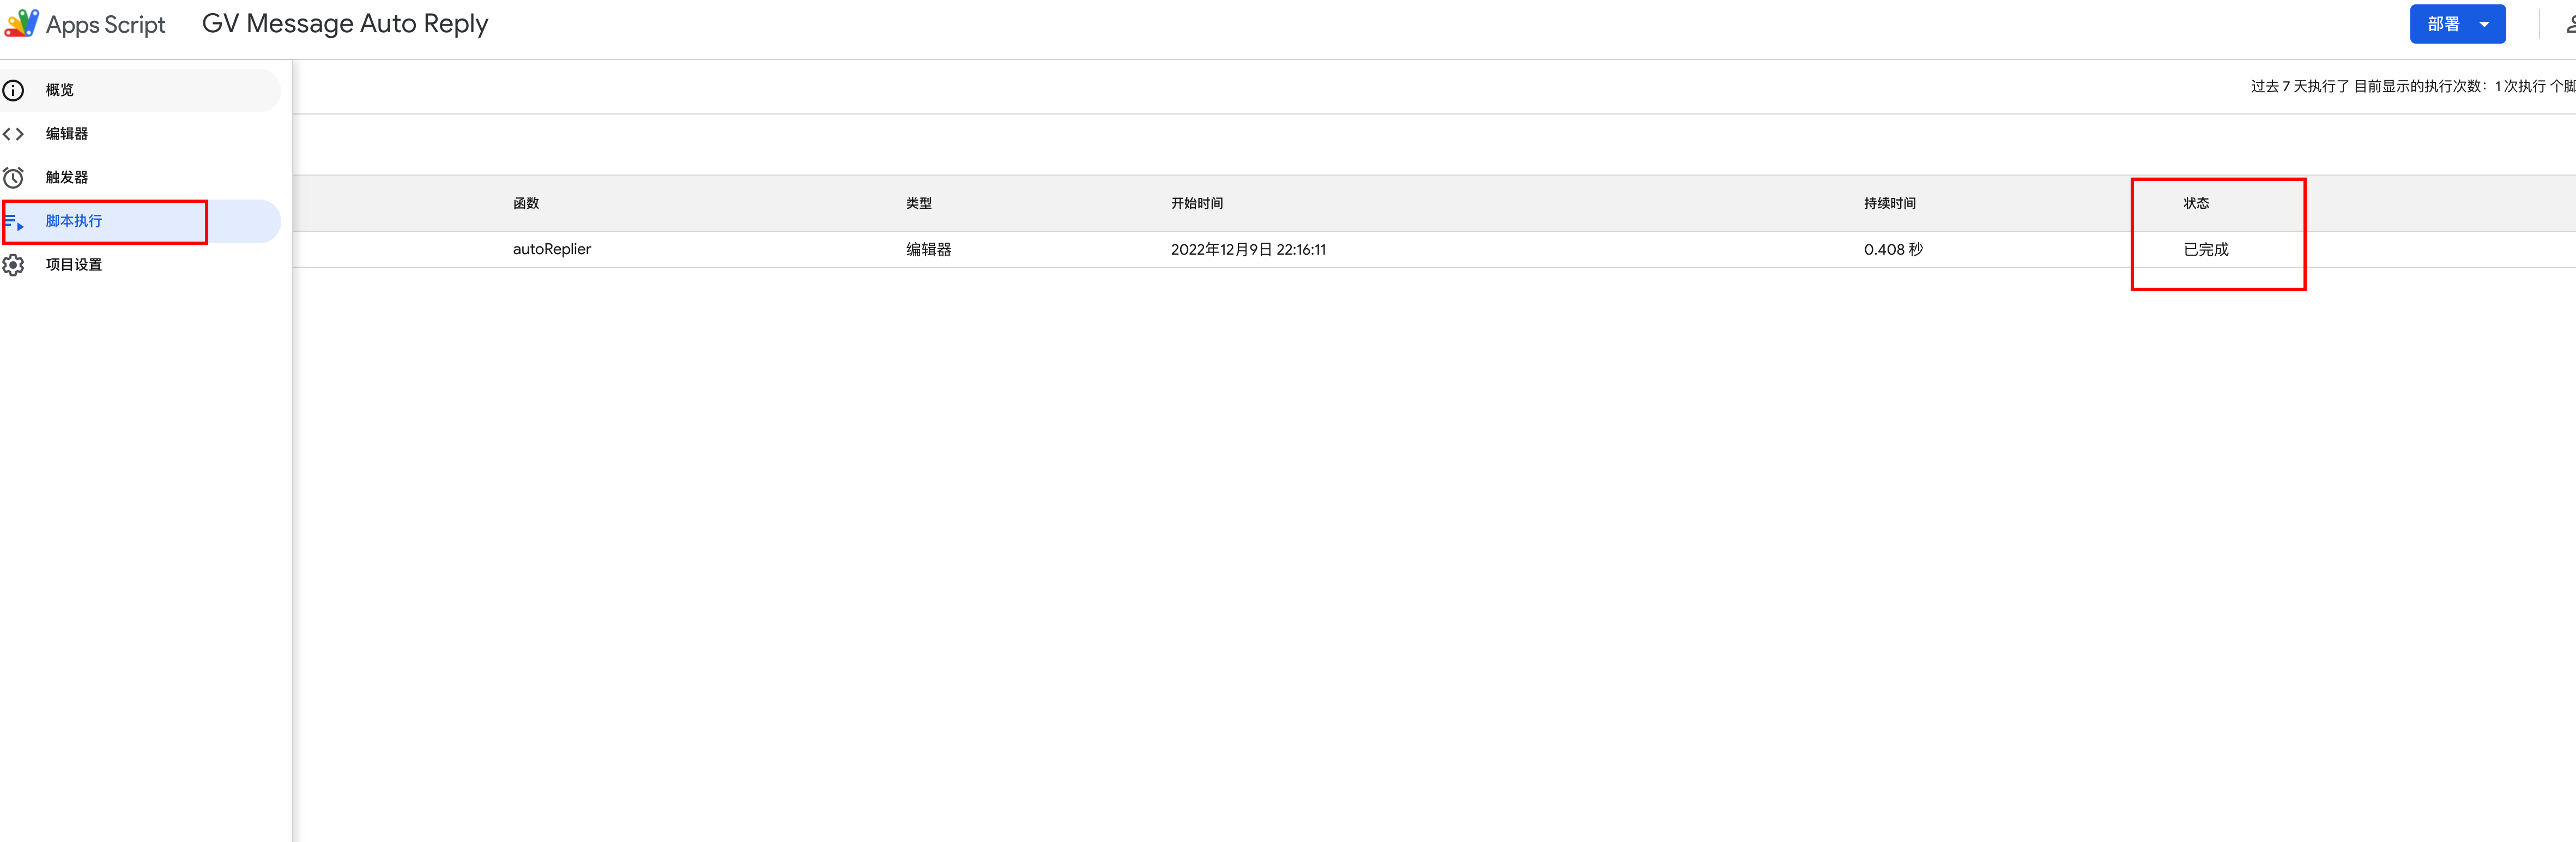 Apps Script GV Message Auto Reply 部署
概览
过去 7 天执行了 目前显示的执行次数：1 次执行 个脚
编辑器
触发器
脚本执行
项目设置
函数 类型 开始时间 持续时间 状态
autoReplier 编辑器 2022年12月9日 22:16:11 0.408 秒 已完成